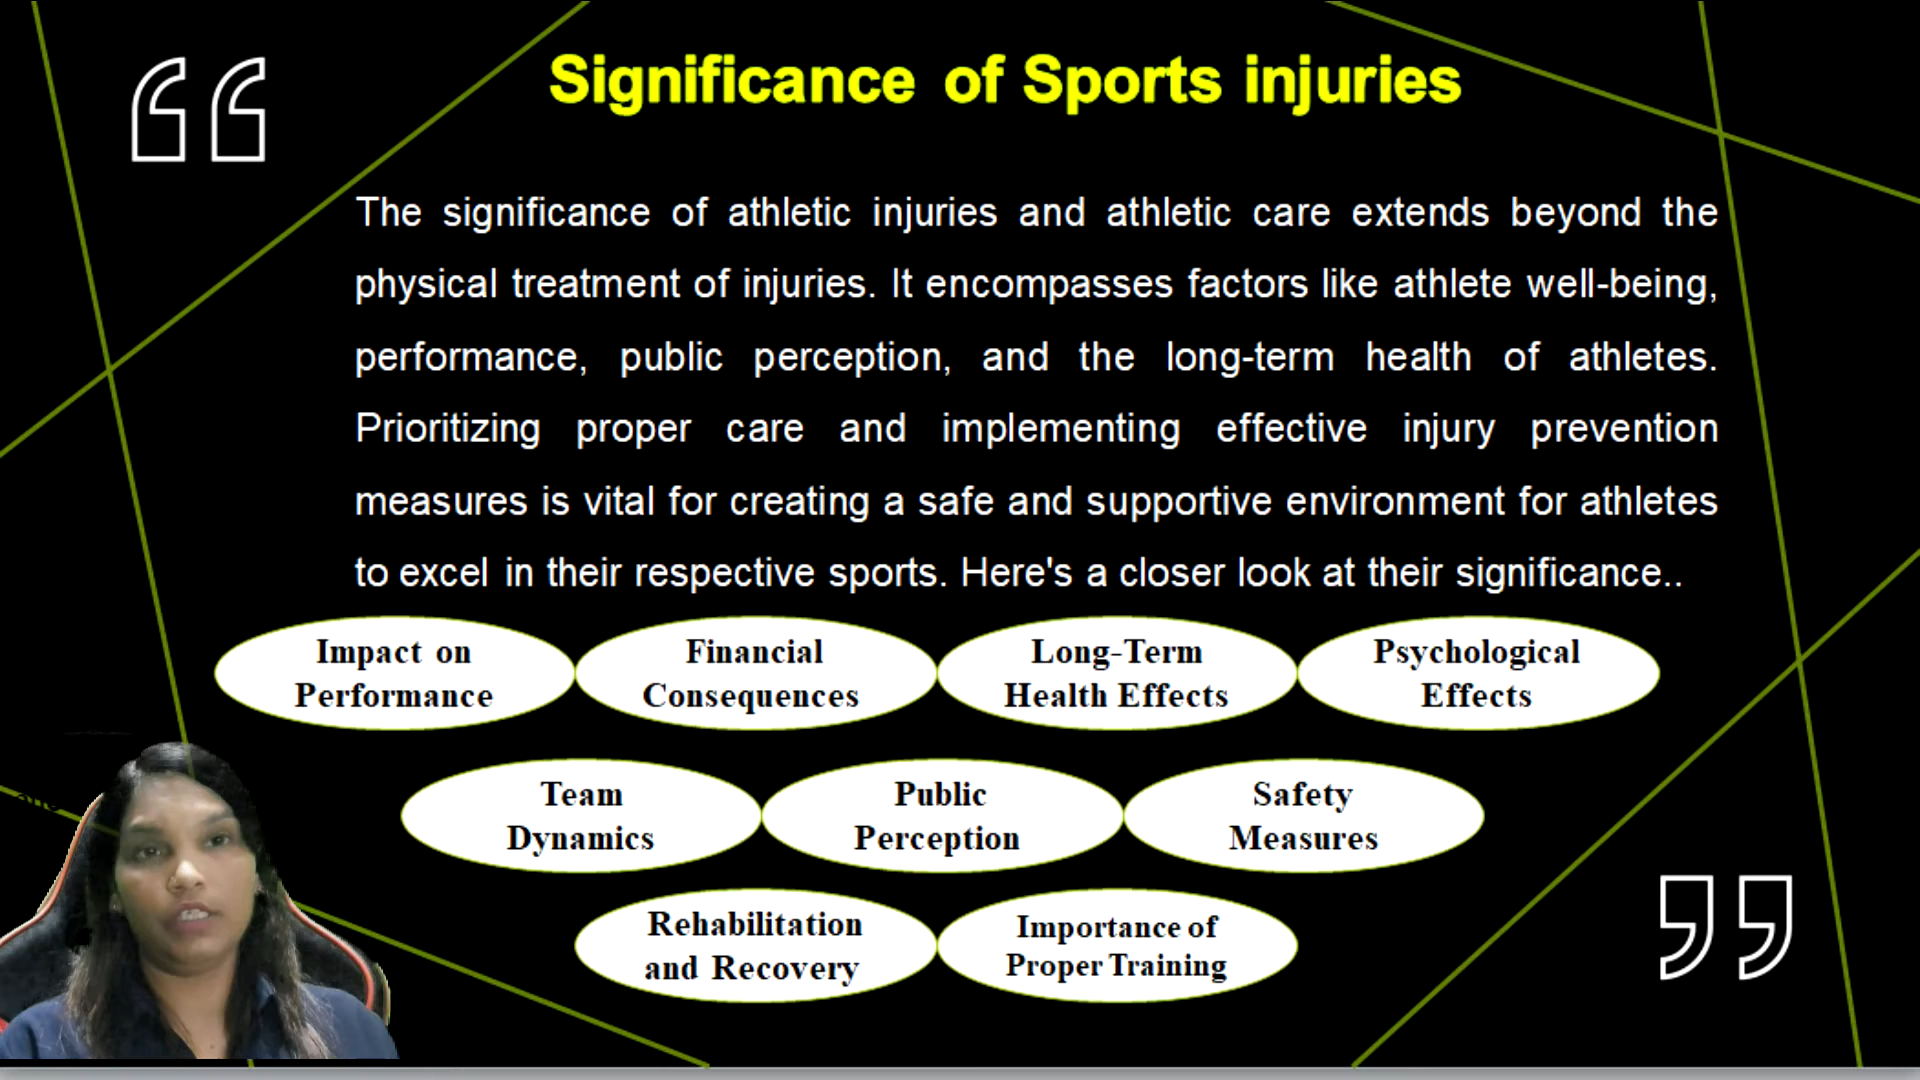 Significance of Sports injuries
The significance of athletic injuries and athletic care extends beyond the
physical treatment of injuries. It encompasses factors like athlete well-being,
performance, public perception, and the long-term health of athletes.
Prioritizing proper care and implementing effective injury prevention
measures is vital for creating a safe and supportive environment for athletes
to excel in their respective sports. Here's a closer look at their significance..
Impact on
Performance
Financial
Consequences
Long-Term
Health Effects
Psychological
Effects
Team
Dynamics
Public
Perception
Safety
Measures
Rehabilitation
and Recovery
Importance of
Proper Training